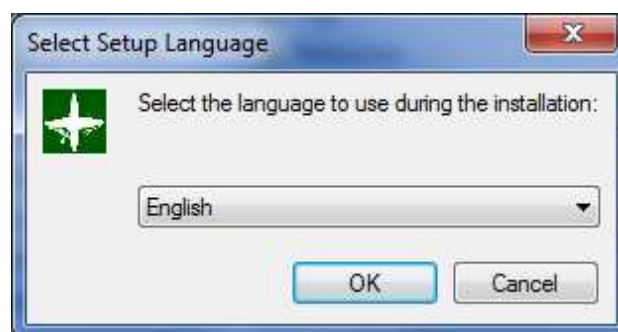 Select Setup Language
Select the language to use during the installation:
English
OK
Cancel